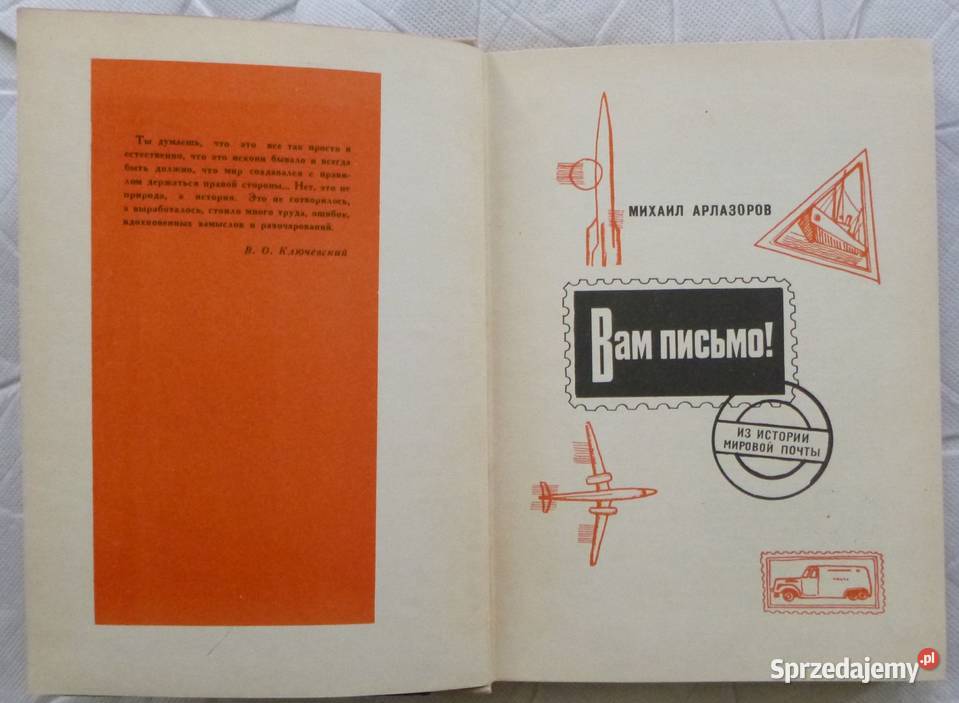 Ты думаешь, что это все так просто и
естественно, что это искони бывало и всегда
быть должно, что мир создавался с прави-
лом держаться правой стороны... Нет, это не
природа, а история. Это не готворилось,
а выработалось, стоило много труда, ошибок,
вдохновенных замыслов и разочарований.
В. О. Ключевский
МИХАИЛ АРЛАЗОРОВ
Вам письмо!
ИЗ ИСТОРИИ
МИРОВОЙ ПОЧТЫ
Sprzedajemy.pl